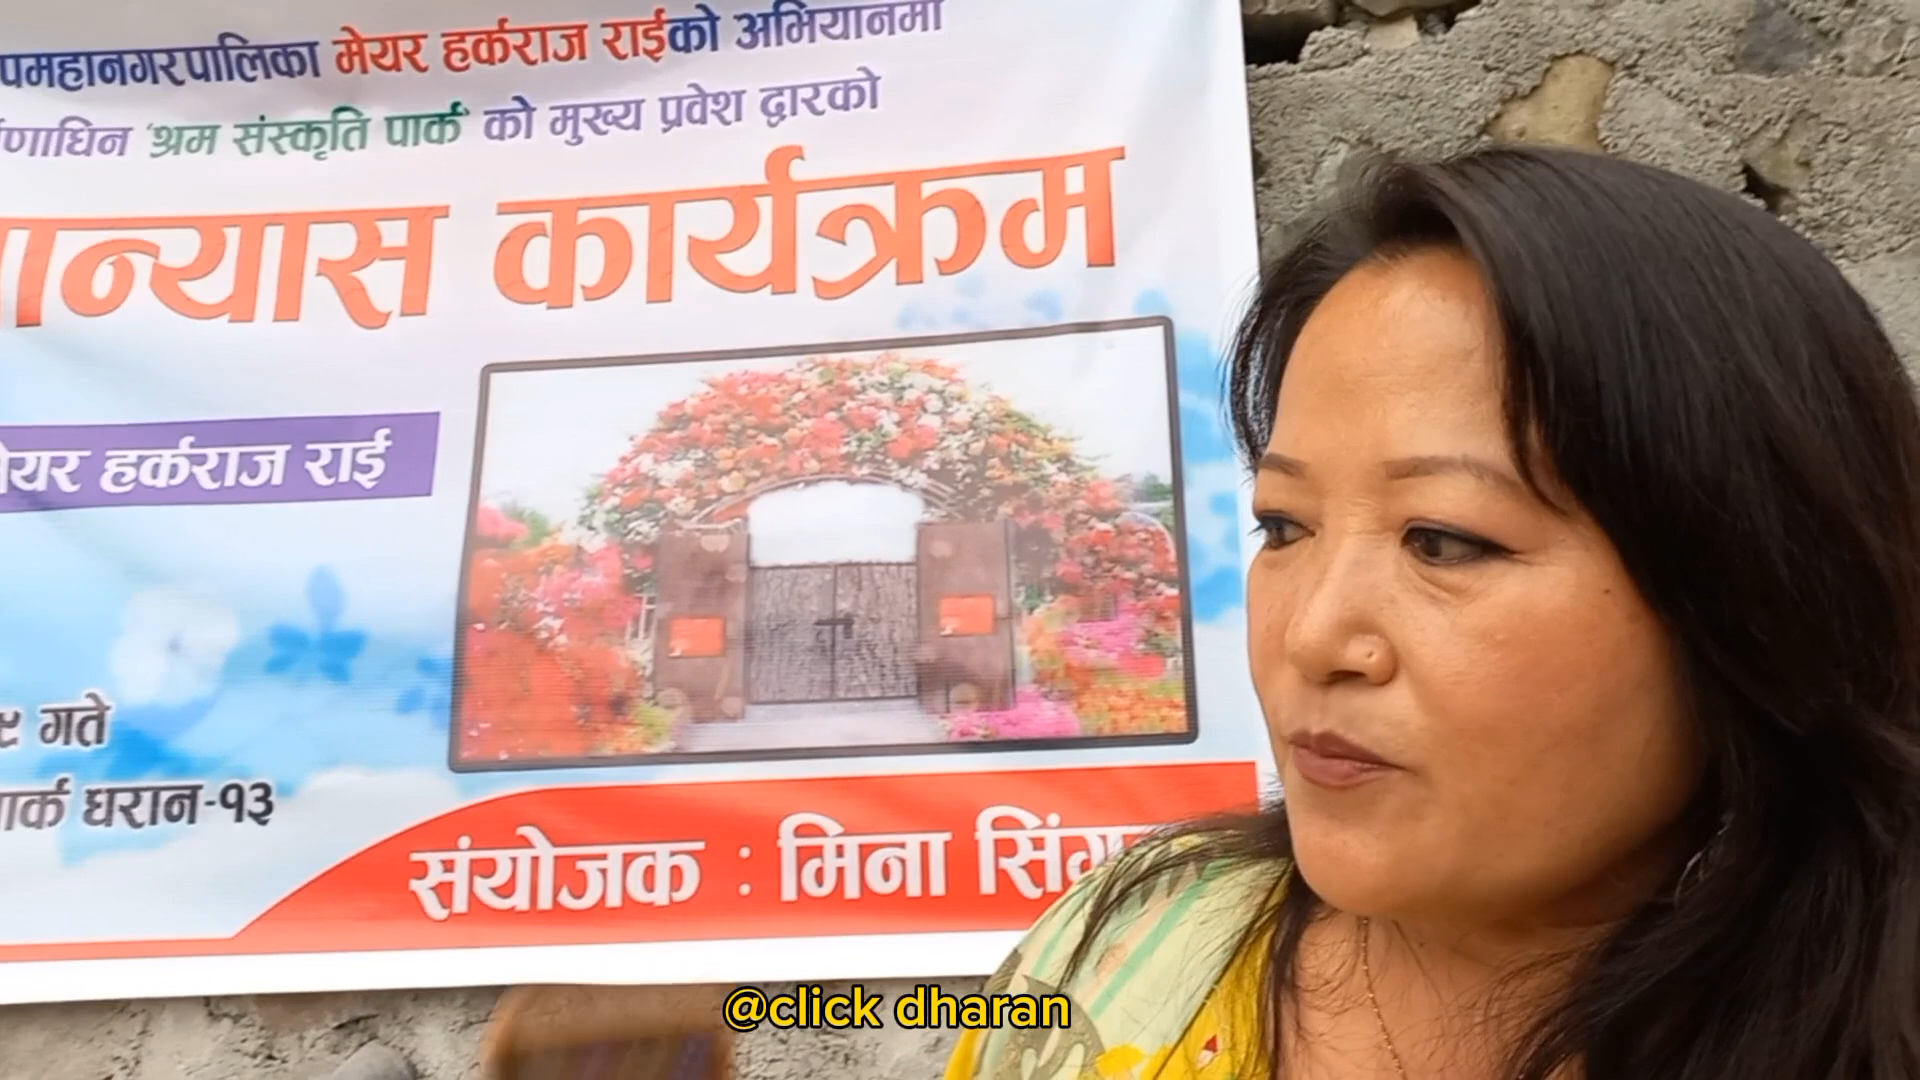 पमहानगरपालिका मेयर हर्कराज राईको अभियानमा
णाधिन 'श्रम संस्कृति पार्क' को मुख्य प्रवेश द्वारको
न्यास कार्यक्रम
मेयर हर्कराज राई
९ गते
पार्क धरान-१३
संयोजक : मिना
@click dharan